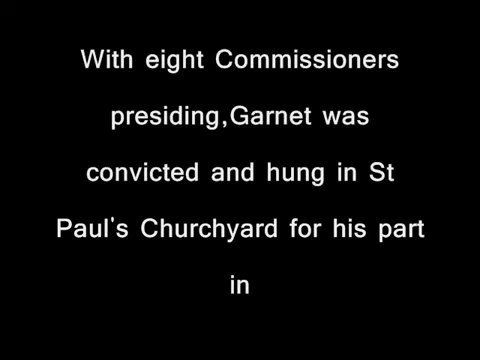 With eight Commissioners
presiding,Garnet was
convicted and hung in St
Paul's Churchyard for his part
in